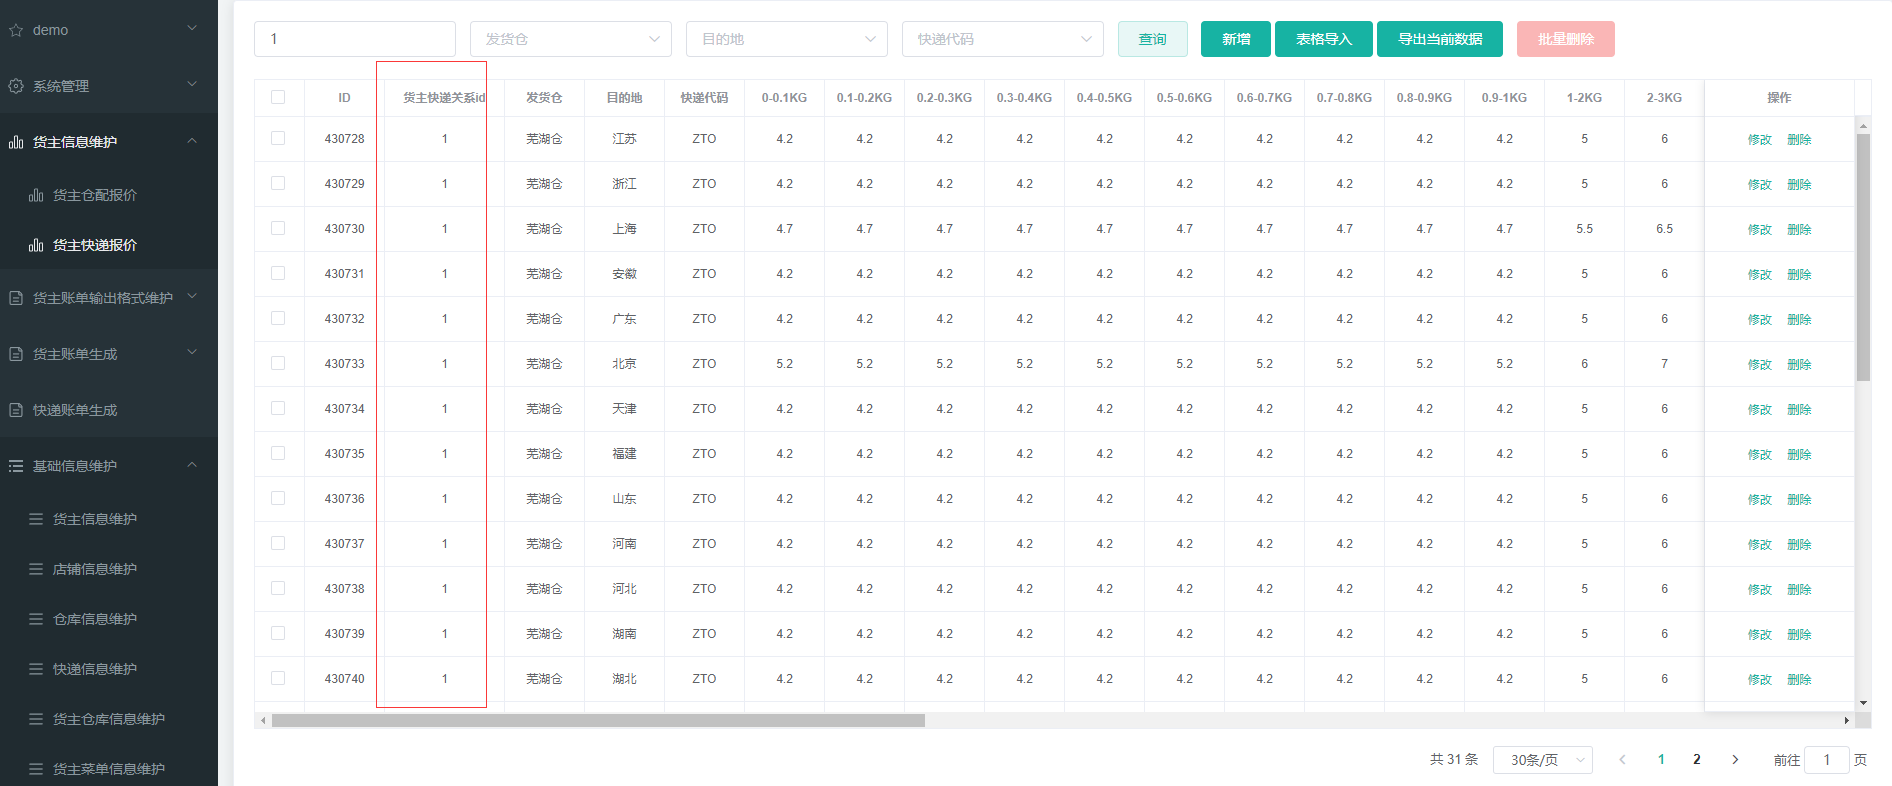 demo
系统管理
货主信息维护
货主仓配报价
货主快递报价
货主账单输出格式维护
货主账单生成
快递账单生成
基础信息维护
货主信息维护
店铺信息维护
仓库信息维护
快递信息维护
货主仓库信息维护
货主菜单信息维护
1 发货仓 目的地 快递代码 查询 新增 表格导入 导出当前数据 批量删除
ID 货主快递关系id 发货仓 目的地 快递代码 0-0.1KG 0.1-0.2KG 0.2-0.3KG 0.3-0.4KG 0.4-0.5KG 0.5-0.6KG 0.6-0.7KG 0.7-0.8KG 0.8-0.9KG 0.9-1KG 1-2KG 2-3KG 操作
430728 1 芜湖仓 江苏 ZTO 4.2 4.2 4.2 4.2 4.2 4.2 4.2 4.2 4.2 4.2 5 6 修改 删除
430729 1 芜湖仓 浙江 ZTO 4.2 4.2 4.2 4.2 4.2 4.2 4.2 4.2 4.2 4.2 5 6 修改 删除
430730 1 芜湖仓 上海 ZTO 4.7 4.7 4.7 4.7 4.7 4.7 4.7 4.7 4.7 4.7 5.5 6.5 修改 删除
430731 1 芜湖仓 安徽 ZTO 4.2 4.2 4.2 4.2 4.2 4.2 4.2 4.2 4.2 4.2 5 6 修改 删除
430732 1 芜湖仓 广东 ZTO 4.2 4.2 4.2 4.2 4.2 4.2 4.2 4.2 4.2 4.2 5 6 修改 删除
430733 1 芜湖仓 北京 ZTO 5.2 5.2 5.2 5.2 5.2 5.2 5.2 5.2 5.2 5.2 6 7 修改 删除
430734 1 芜湖仓 天津 ZTO 4.2 4.2 4.2 4.2 4.2 4.2 4.2 4.2 4.2 4.2 5 6 修改 删除
430735 1 芜湖仓 福建 ZTO 4.2 4.2 4.2 4.2 4.2 4.2 4.2 4.2 4.2 4.2 5 6 修改 删除
430736 1 芜湖仓 山东 ZTO 4.2 4.2 4.2 4.2 4.2 4.2 4.2 4.2 4.2 4.2 5 6 修改 删除
430737 1 芜湖仓 河南 ZTO 4.2 4.2 4.2 4.2 4.2 4.2 4.2 4.2 4.2 4.2 5 6 修改 删除
430738 1 芜湖仓 河北 ZTO 4.2 4.2 4.2 4.2 4.2 4.2 4.2 4.2 4.2 4.2 5 6 修改 删除
430739 1 芜湖仓 湖南 ZTO 4.2 4.2 4.2 4.2 4.2 4.2 4.2 4.2 4.2 4.2 5 6 修改 删除
430740 1 芜湖仓 湖北 ZTO 4.2 4.2 4.2 4.2 4.2 4.2 4.2 4.2 4.2 4.2 5 6 修改 删除
共 31 条 30条/页 1 2 前往 1 页